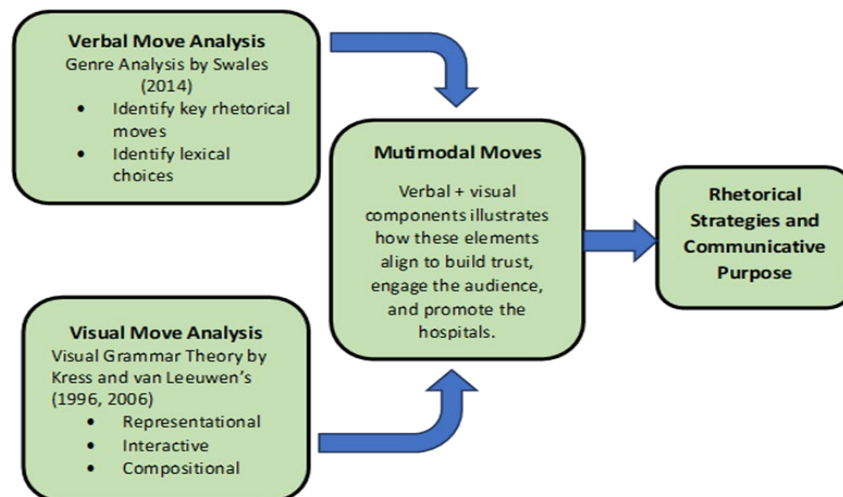 Verbal Move Analysis
Genre Analysis by Swales
(2014)
• Identify key rhetorical
moves
• Identify lexical
choices
Mutimodal Moves
Verbal + visual
components illustrates
how these elements
align to build trust,
engage the audience,
and promote the
hospitals.
Rhetorical
Strategies and
Communicative
Purpose
Visual Move Analysis
Visual Grammar Theory by
Kress and van Leeuwen’s
(1996, 2006)
• Representational
• Interactive
• Compositional